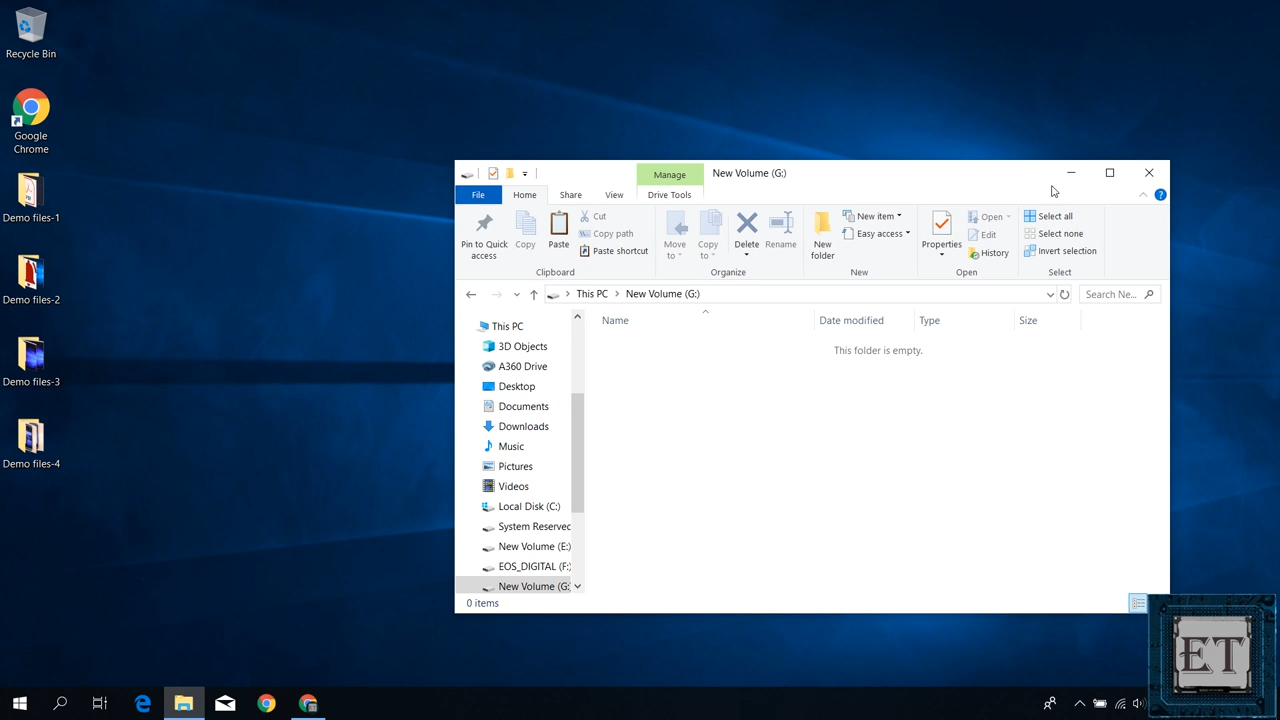 Recycle Bin
Google
Chrome
Demo files-1
Demo files-2
Demo files-3
Demo files-4
Manage
New Volume (G:)
File
Home
Share
View
Drive Tools
Pin to Quick
access
Copy
Paste
Cut
Copy path
Paste shortcut
Clipboard
Move
to
Copy
to
Delete
Rename
Organize
New
folder
New item
Easy access
New
Properties
Open
Edit
History
Open
Select all
Select none
Invert selection
Select
This PC > New Volume (G:)
Search Ne...
Name
Date modified
Type
Size
This folder is empty.
This PC
3D Objects
A360 Drive
Desktop
Documents
Downloads
Music
Pictures
Videos
Local Disk (C:)
System Reserved
New Volume (E:)
EOS_DIGITAL (F:)
New Volume (G:
0 items
ET